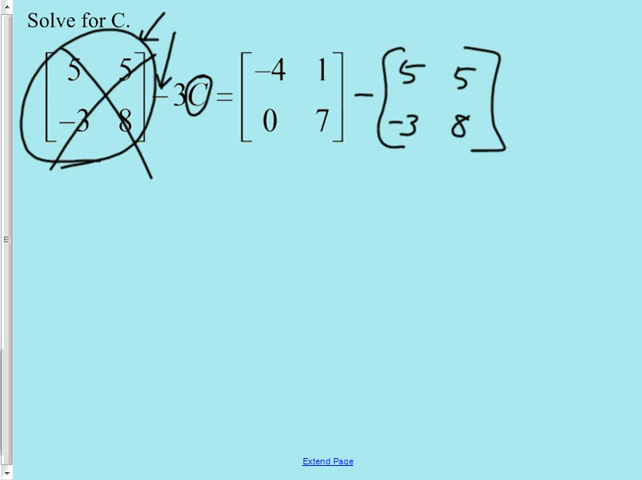 Solve for C.
[5 5; −3 8] − 3C = [−4 1; 0 7] − [5 5; −3 8]
Extend Page